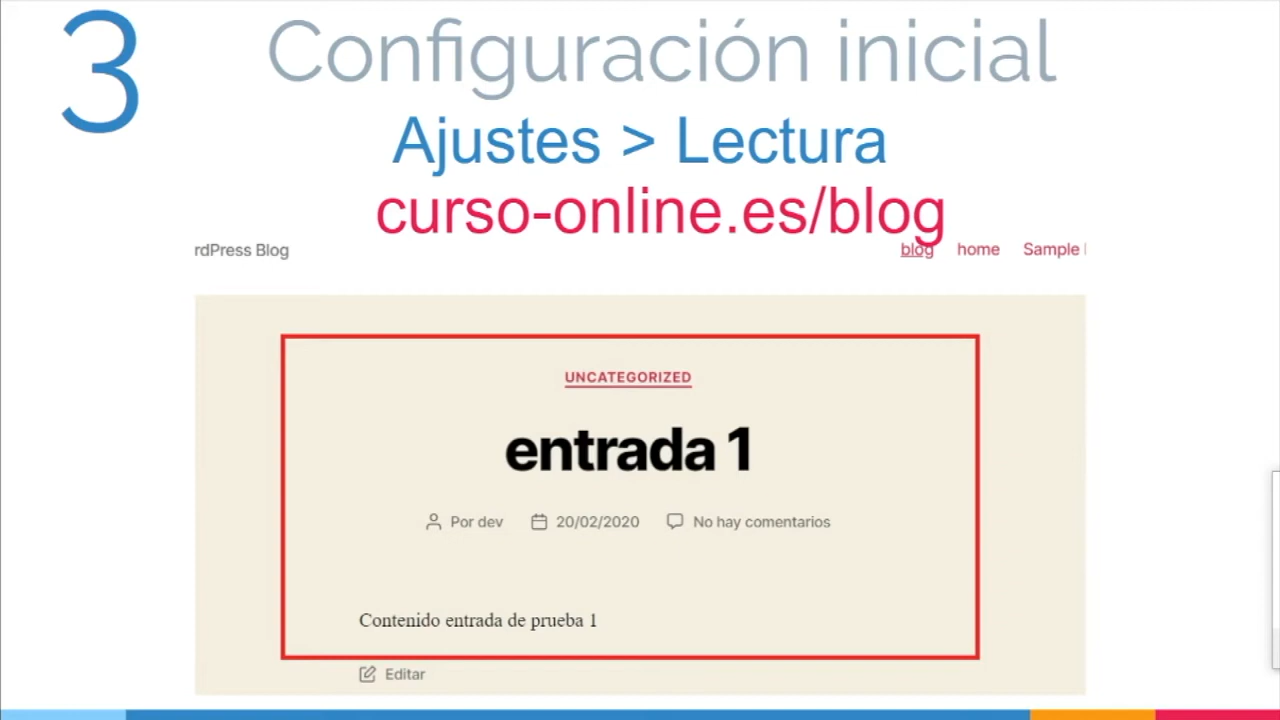 3
Configuración inicial
Ajustes > Lectura
curso-online.es/blog
rdPress Blog
blog home Sample
UNCATEGORIZED
entrada 1
Por dev 20/02/2020 No hay comentarios
Contenido entrada de prueba 1
Editar